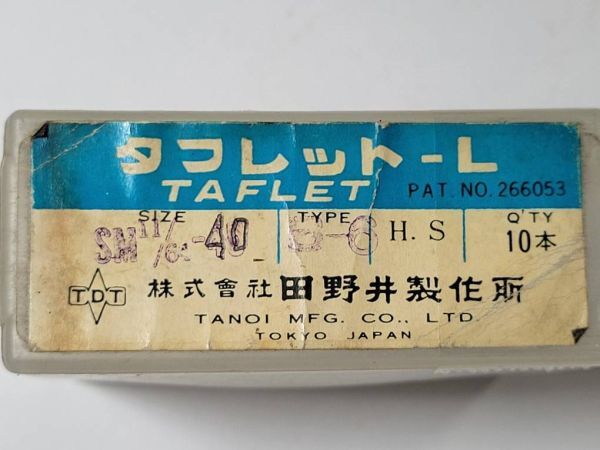 タフレット-L
TAFLET PAT. NO. 266053
SIZE TYPE Q'TY
SM 11/64 -40 B-6 H. S 10本
TDT 株式會社 田野井製作所
TANOI MFG. CO., LTD.
TOKYO JAPAN